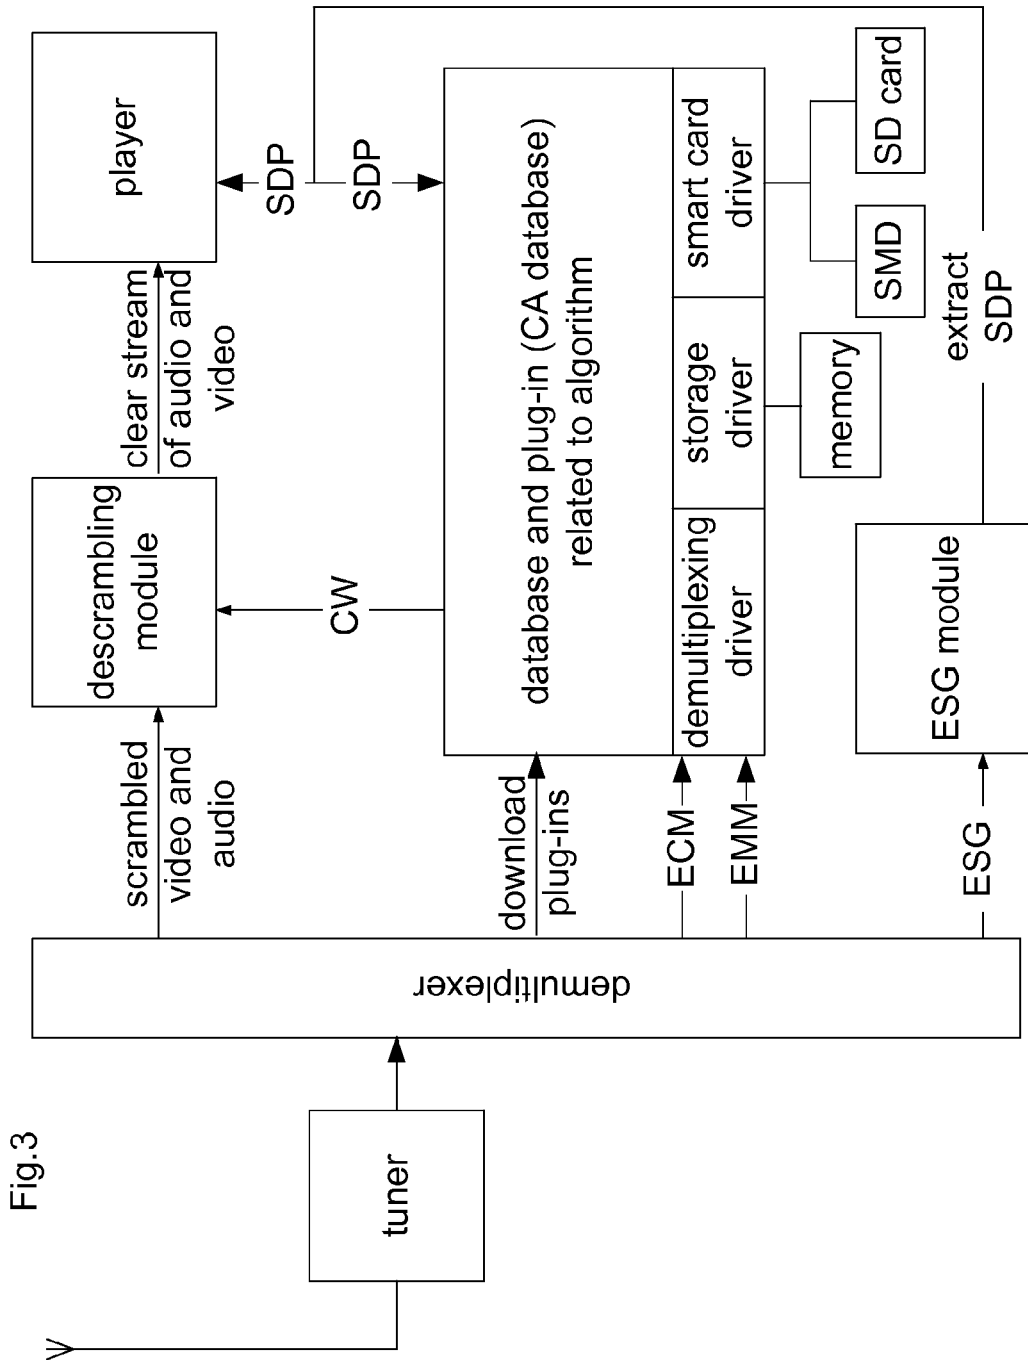 Fig.3
tuner
demultiplexer
scrambled
video and
audio
descrambling
module
clear stream
of audio and
video
player
CW
SDP
SDP
download
plug-ins
database and plug-in (CA database)
related to algorithm
ECM
EMM
demultiplexing
driver
storage
driver
smart card
driver
memory
SMD
SD card
ESG
ESG module
extract
SDP